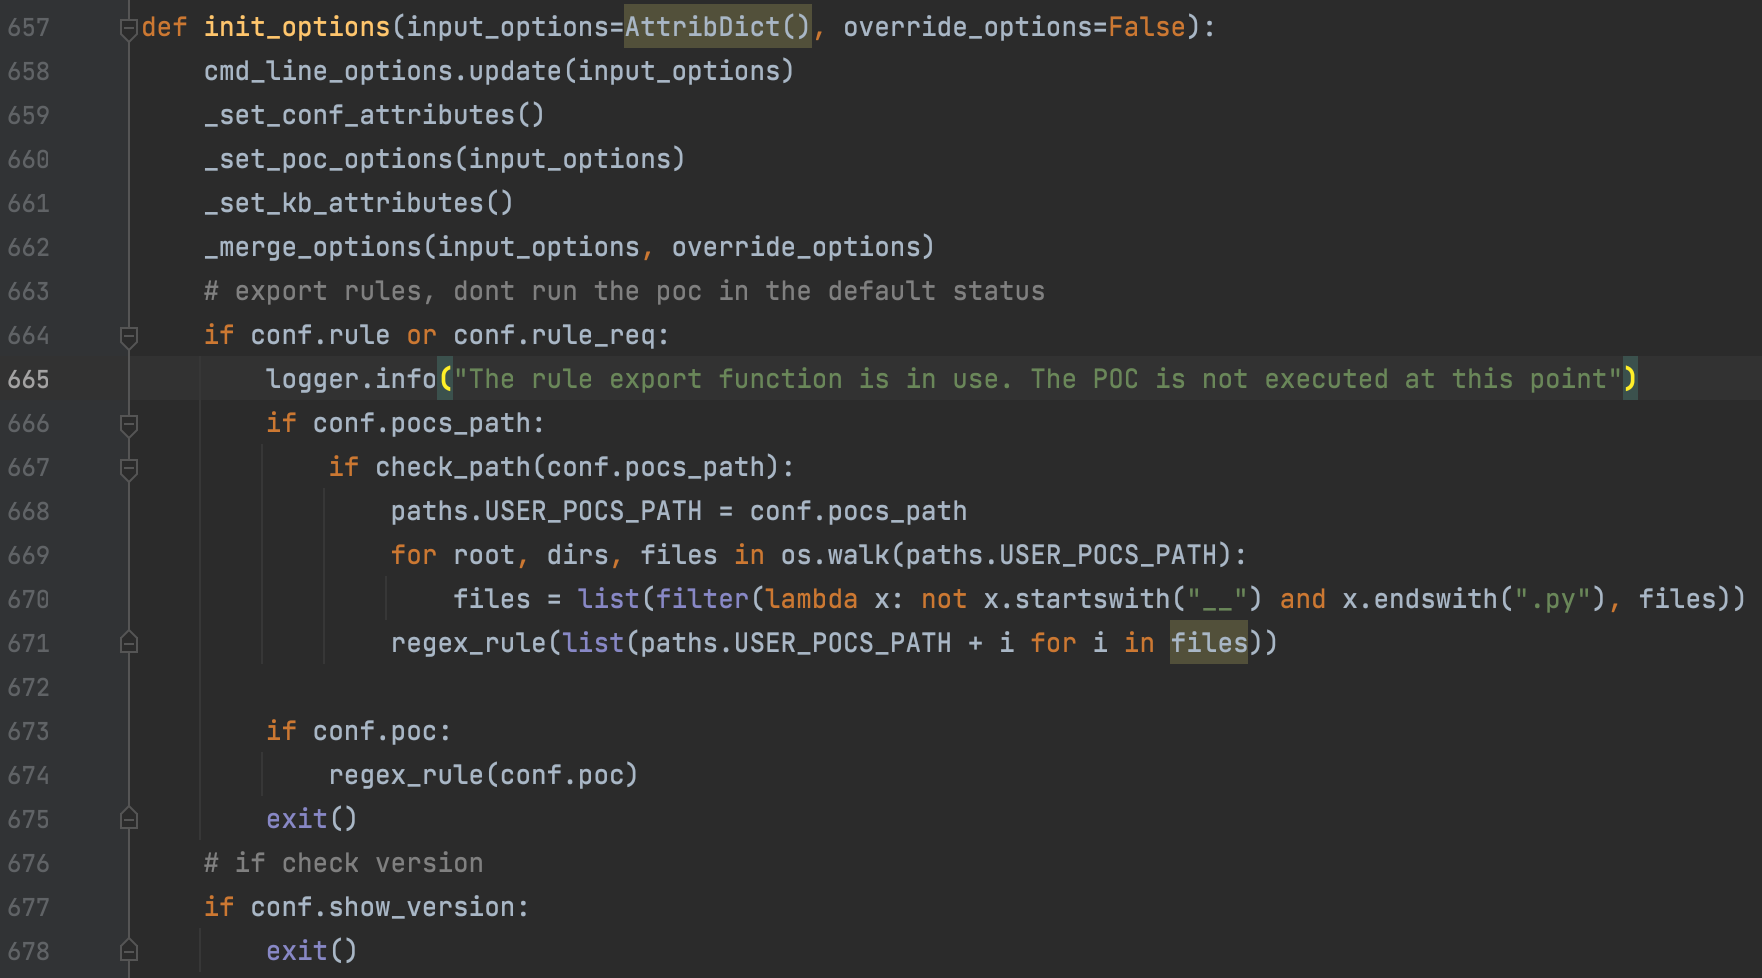 657 def init_options(input_options=AttribDict(), override_options=False):
658     cmd_line_options.update(input_options)
659     _set_conf_attributes()
660     _set_poc_options(input_options)
661     _set_kb_attributes()
662     _merge_options(input_options, override_options)
663     # export rules, dont run the poc in the default status
664     if conf.rule or conf.rule_req:
665         logger.info("The rule export function is in use. The POC is not executed at this point")
666         if conf.pocs_path:
667             if check_path(conf.pocs_path):
668                 paths.USER_POCS_PATH = conf.pocs_path
669                 for root, dirs, files in os.walk(paths.USER_POCS_PATH):
670                     files = list(filter(lambda x: not x.startswith("__") and x.endswith(".py"), files))
671                 regex_rule(list(paths.USER_POCS_PATH + i for i in files))
672
673         if conf.poc:
674             regex_rule(conf.poc)
675         exit()
676     # if check version
677     if conf.show_version:
678         exit()